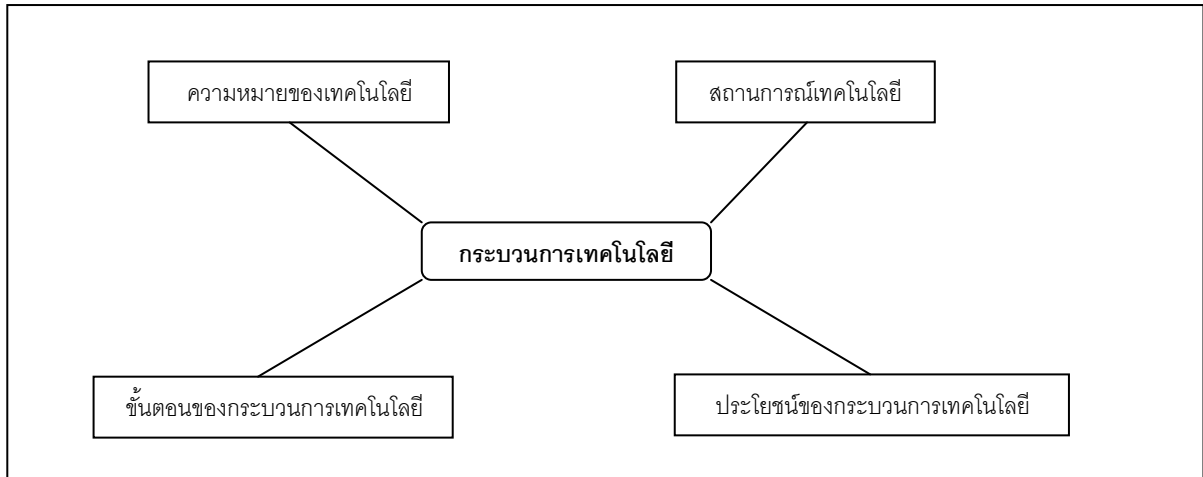 ความหมายของเทคโนโลยี
สถานการณ์เทคโนโลยี
กระบวนการเทคโนโลยี
ขั้นตอนของกระบวนการเทคโนโลยี
ประโยชน์ของกระบวนการเทคโนโลยี